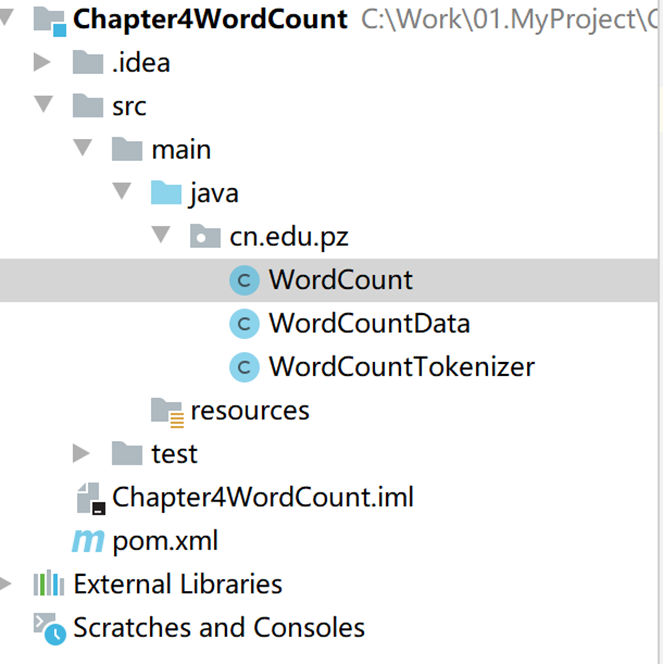 Chapter4WordCount C:\Work\01.MyProject\C
.idea
src
main
java
cn.edu.pz
C WordCount
C WordCountData
C WordCountTokenizer
resources
test
Chapter4WordCount.iml
m pom.xml
External Libraries
Scratches and Consoles